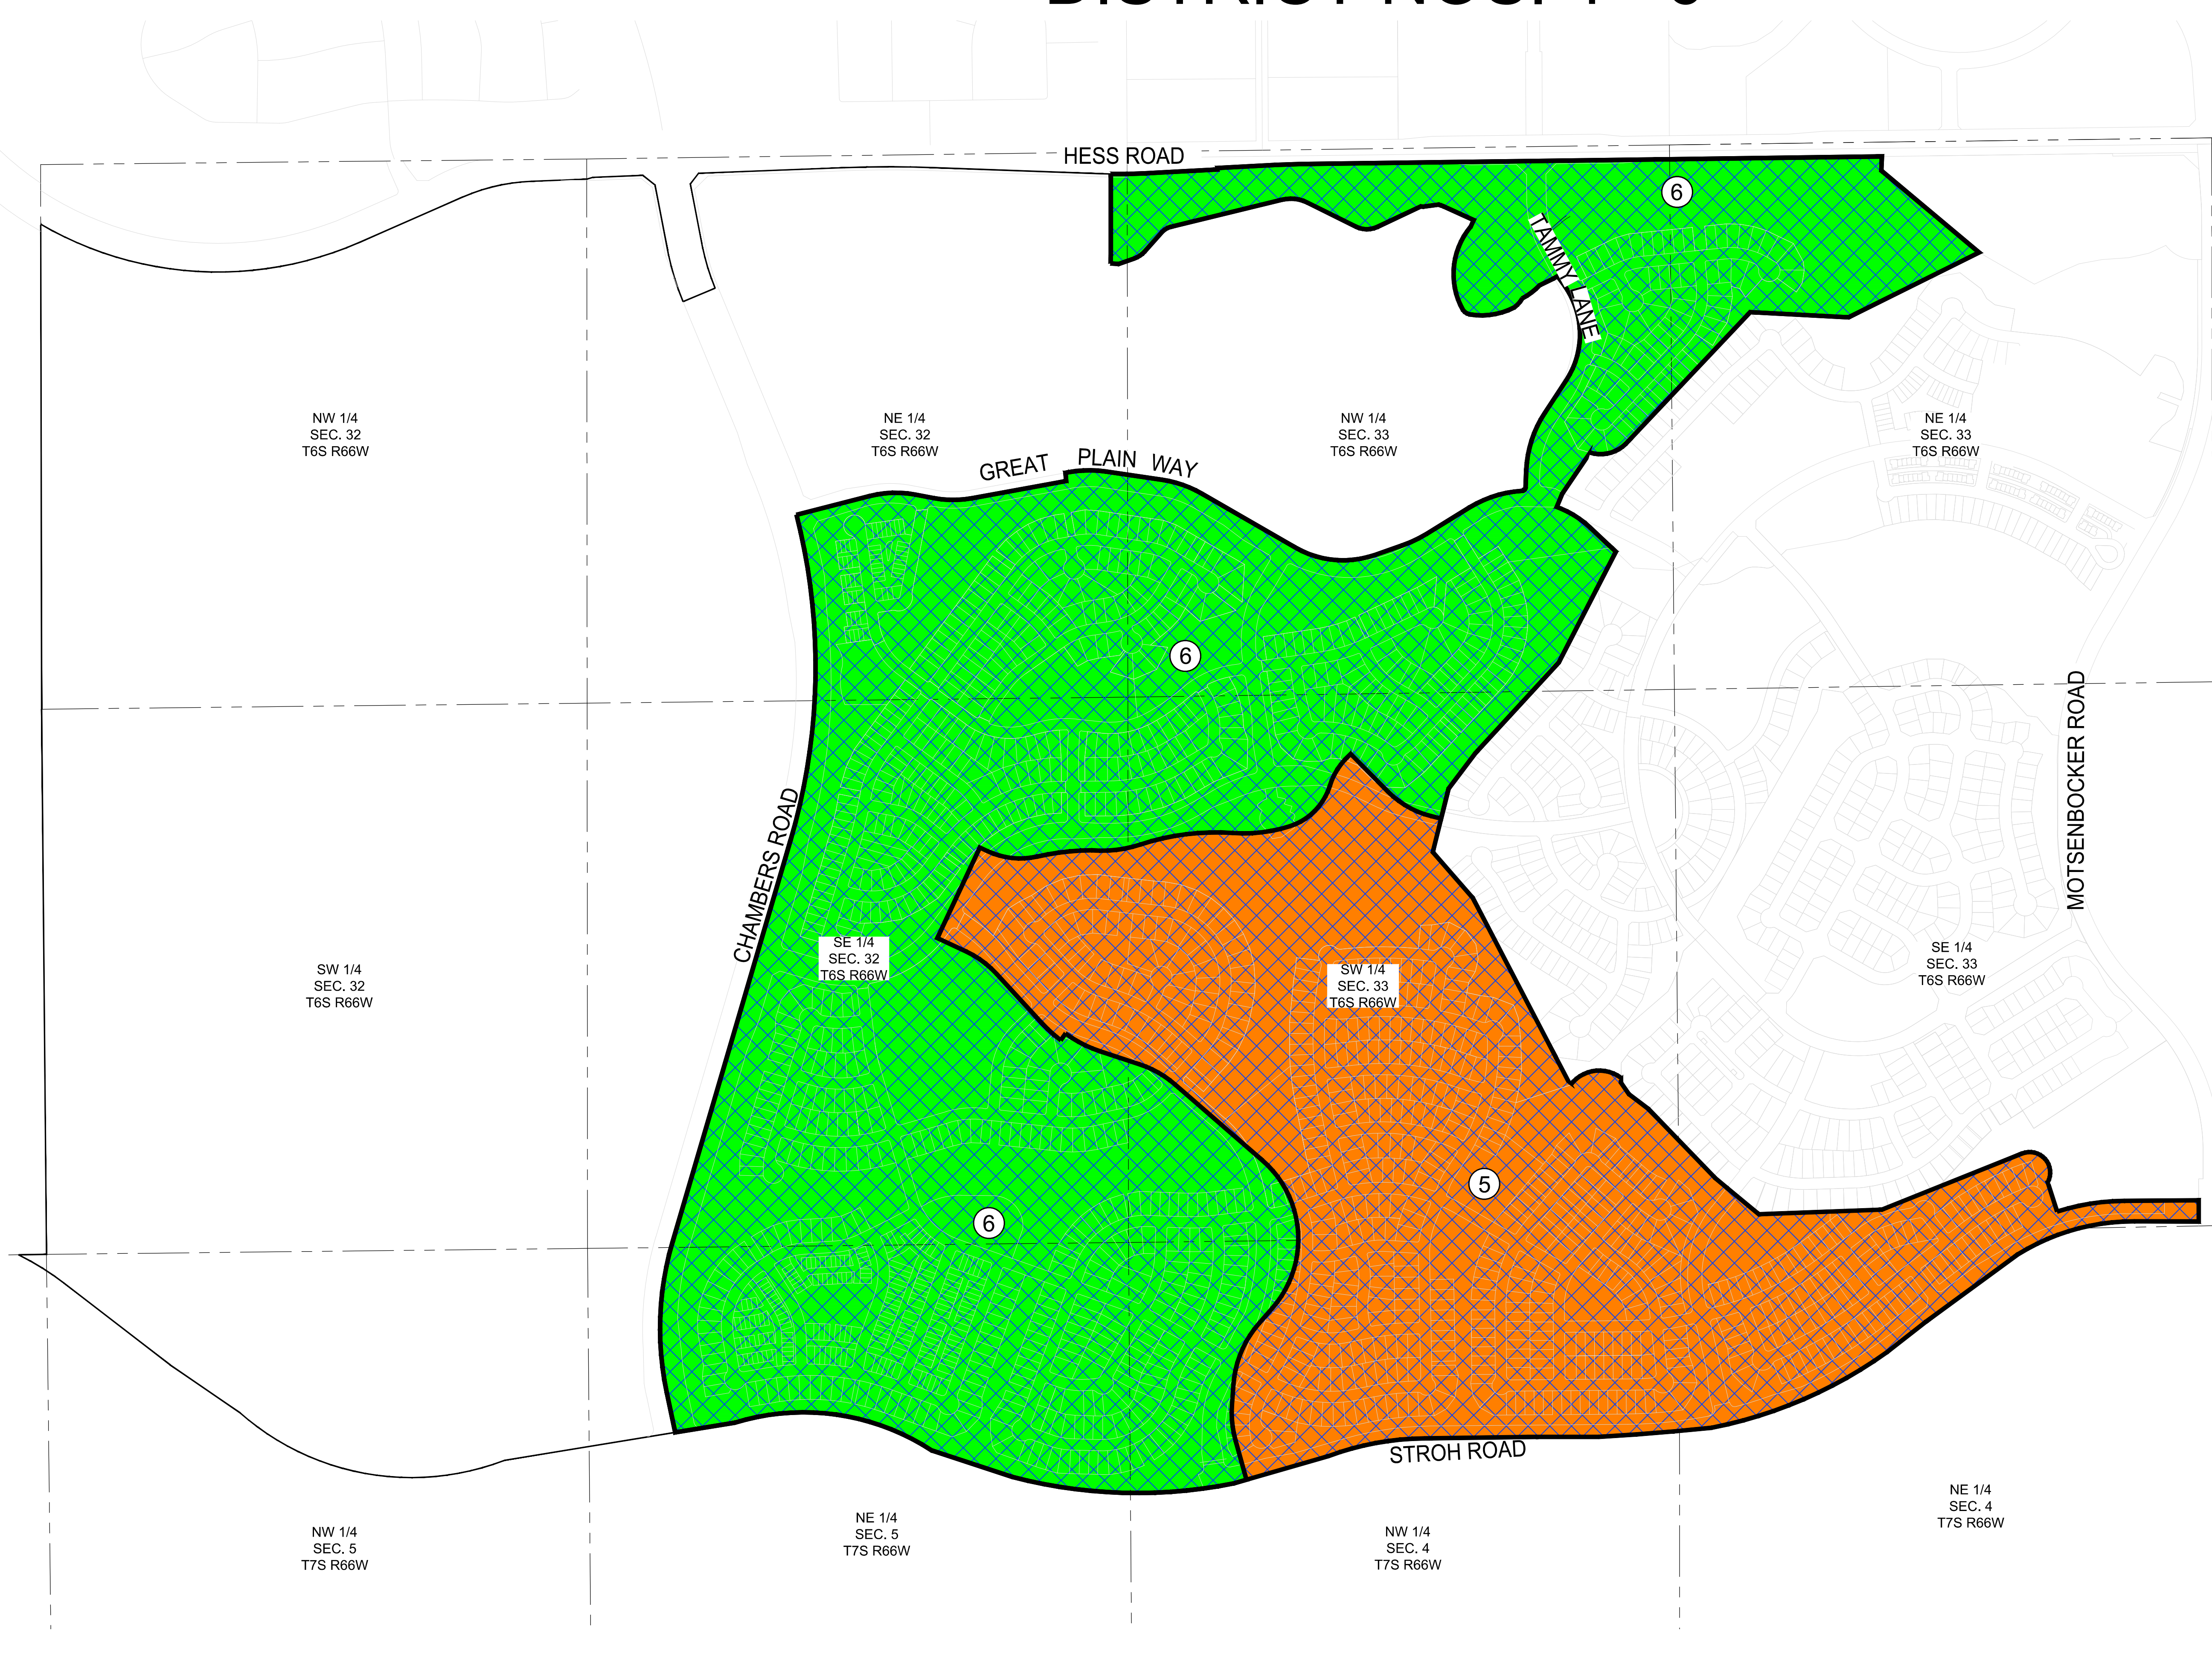 HESS ROAD
6
TAMMY LANE
NW 1/4
SEC. 32
T6S R66W
NE 1/4
SEC. 32
T6S R66W
NW 1/4
SEC. 33
T6S R66W
NE 1/4
SEC. 33
T6S R66W
GREAT PLAIN WAY
6
MOTSENBOCKER ROAD
CHAMBERS ROAD
SW 1/4
SEC. 32
T6S R66W
SE 1/4
SEC. 32
T6S R66W
SW 1/4
SEC. 33
T6S R66W
SE 1/4
SEC. 33
T6S R66W
5
6
STROH ROAD
NW 1/4
SEC. 5
T7S R66W
NE 1/4
SEC. 5
T7S R66W
NW 1/4
SEC. 4
T7S R66W
NE 1/4
SEC. 4
T7S R66W